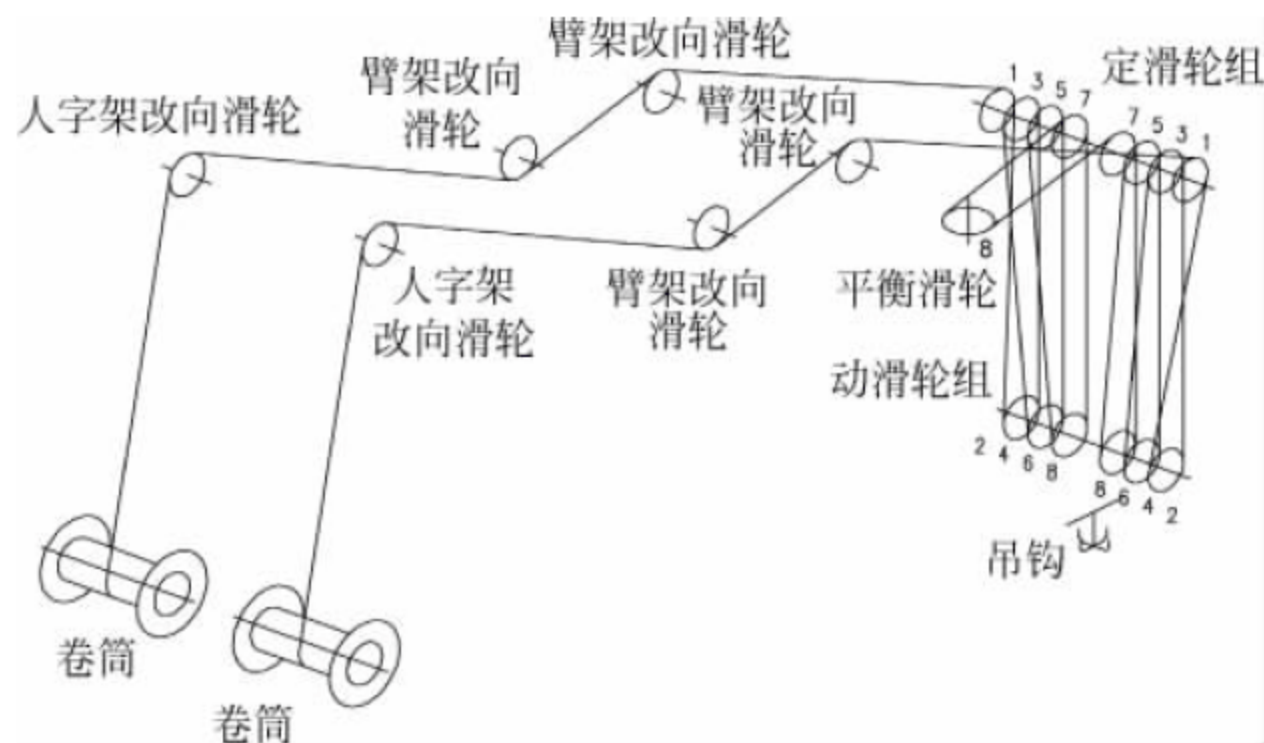 臂架改向滑轮
臂架改向
滑轮
人字架改向滑轮
臂架改向
滑轮
定滑轮组
1 3 5 7
7 5 3 1
8
人字架
改向滑轮
臂架改向
滑轮
平衡滑轮
动滑轮组
2 4 6 8
8 6 4 2
吊钩
卷筒
卷筒